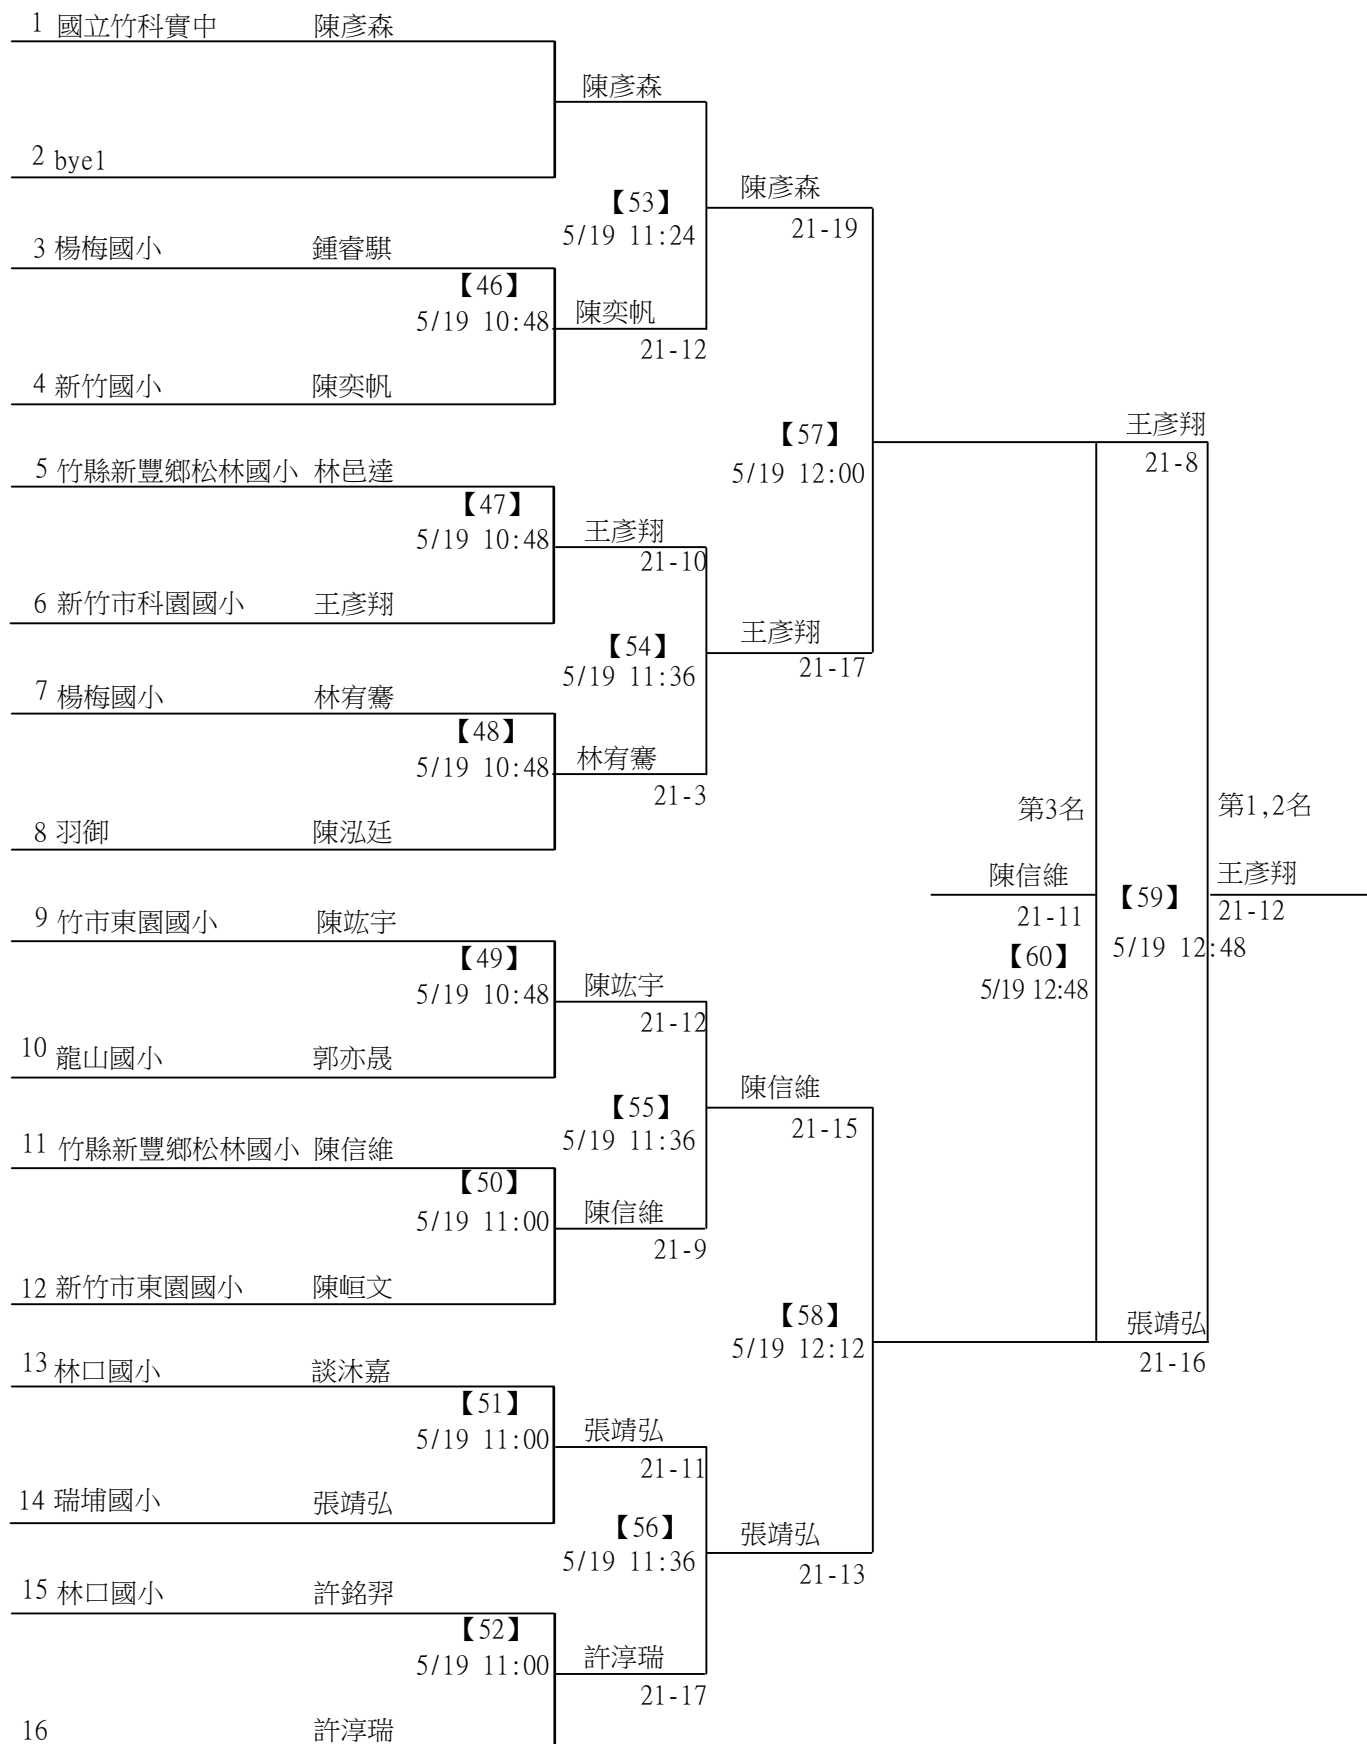 1 國立竹科實中 陳彥森
陳彥森
2 bye1
【53】
5/19 11:24
陳彥森
21-19
3 楊梅國小 鍾睿騏
【46】
5/19 10:48
陳奕帆
21-12
4 新竹國小 陳奕帆
【57】
5/19 12:00
王彥翔
21-8
5 竹縣新豐鄉松林國小 林邑達
【47】
5/19 10:48
王彥翔
21-10
6 新竹市科園國小 王彥翔
【54】
5/19 11:36
王彥翔
21-17
7 楊梅國小 林宥騫
【48】
5/19 10:48
林宥騫
21-3
8 羽御 陳泓廷
第3名
第1,2名
陳信維
21-11
【60】
5/19 12:48
【59】
5/19 12:48
王彥翔
21-12
9 竹市東園國小 陳竑宇
【49】
5/19 10:48
陳竑宇
21-12
10 龍山國小 郭亦晟
【55】
5/19 11:36
陳信維
21-15
11 竹縣新豐鄉松林國小 陳信維
【50】
5/19 11:00
陳信維
21-9
12 新竹市東園國小 陳峘文
【58】
5/19 12:12
張靖弘
21-16
13 林口國小 談沐嘉
【51】
5/19 11:00
張靖弘
21-11
14 瑞埔國小 張靖弘
【56】
5/19 11:36
張靖弘
21-13
15 林口國小 許銘羿
【52】
5/19 11:00
許淳瑞
21-17
16 許淳瑞